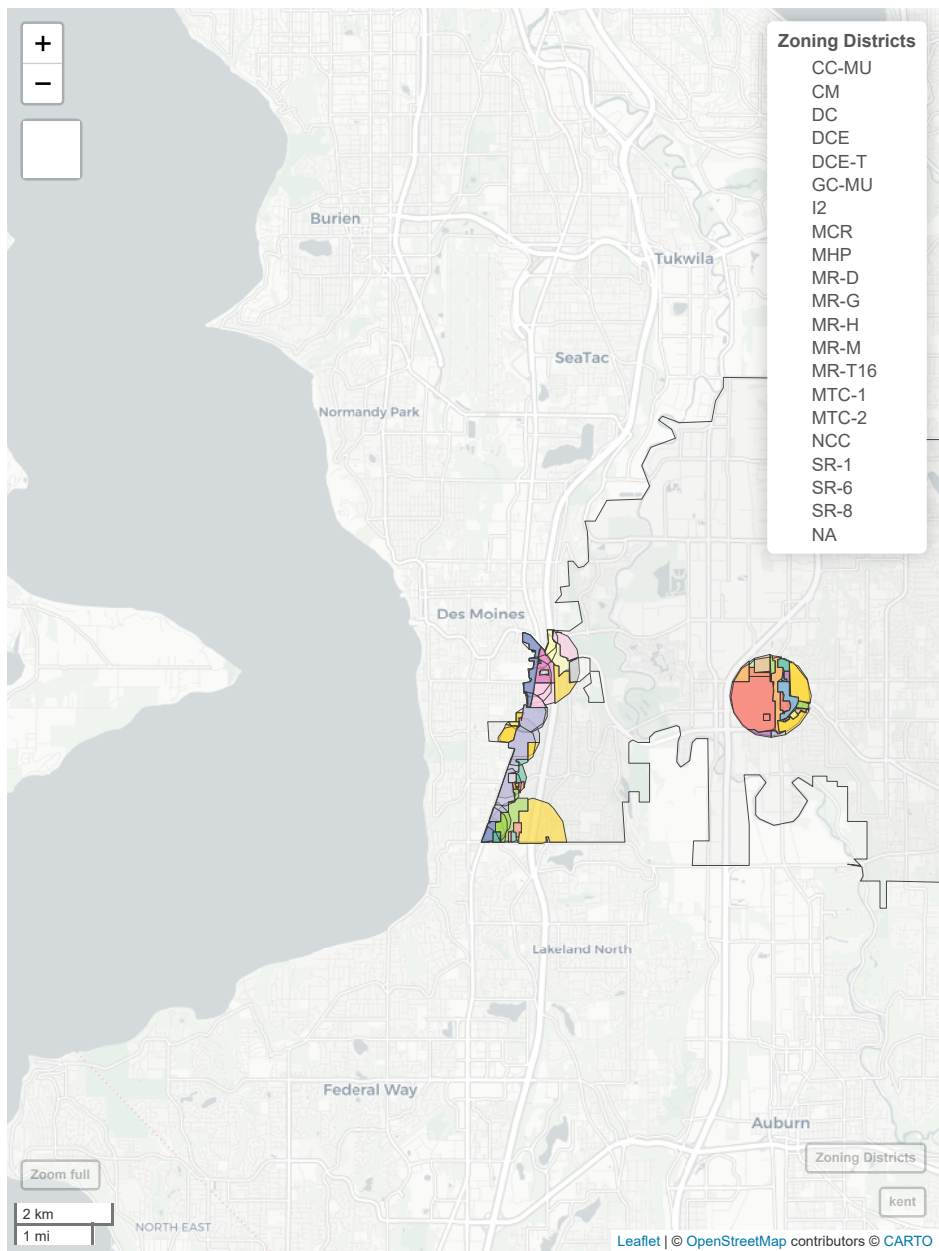 +
−
Zoning Districts
CC-MU
CM
DC
DCE
DCE-T
GC-MU
I2
MCR
MHP
MR-D
MR-G
MR-H
MR-M
MR-T16
MTC-1
MTC-2
NCC
SR-1
SR-6
SR-8
NA
Burien
Tukwila
SeaTac
Normandy Park
Des Moines
Lakeland North
Federal Way
Auburn
Zoning Districts
Zoom full
kent
2 km
1 mi
NORTH EAST
Leaflet | © OpenStreetMap contributors © CARTO